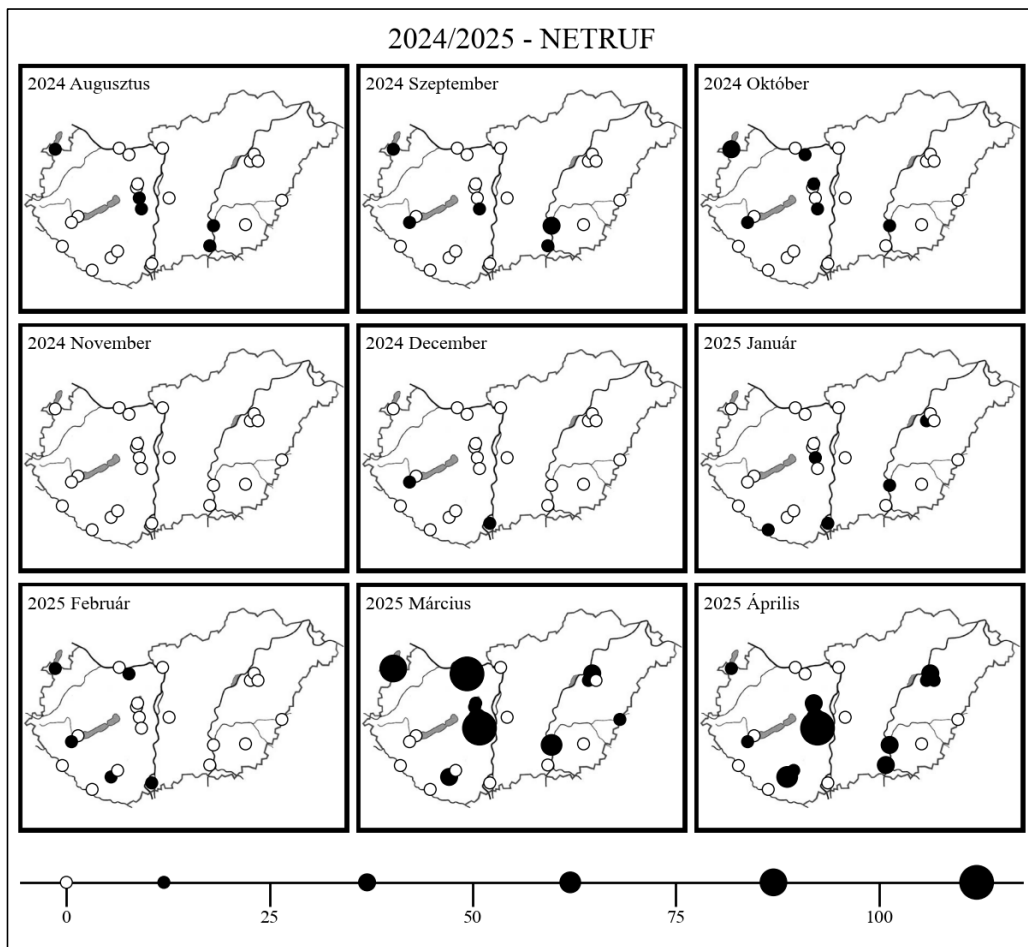 2024/2025 - NETRUF
2024 Augusztus
2024 Szeptember
2024 Október
2024 November
2024 December
2025 Január
2025 Február
2025 Március
2025 Április
0 25 50 75 100